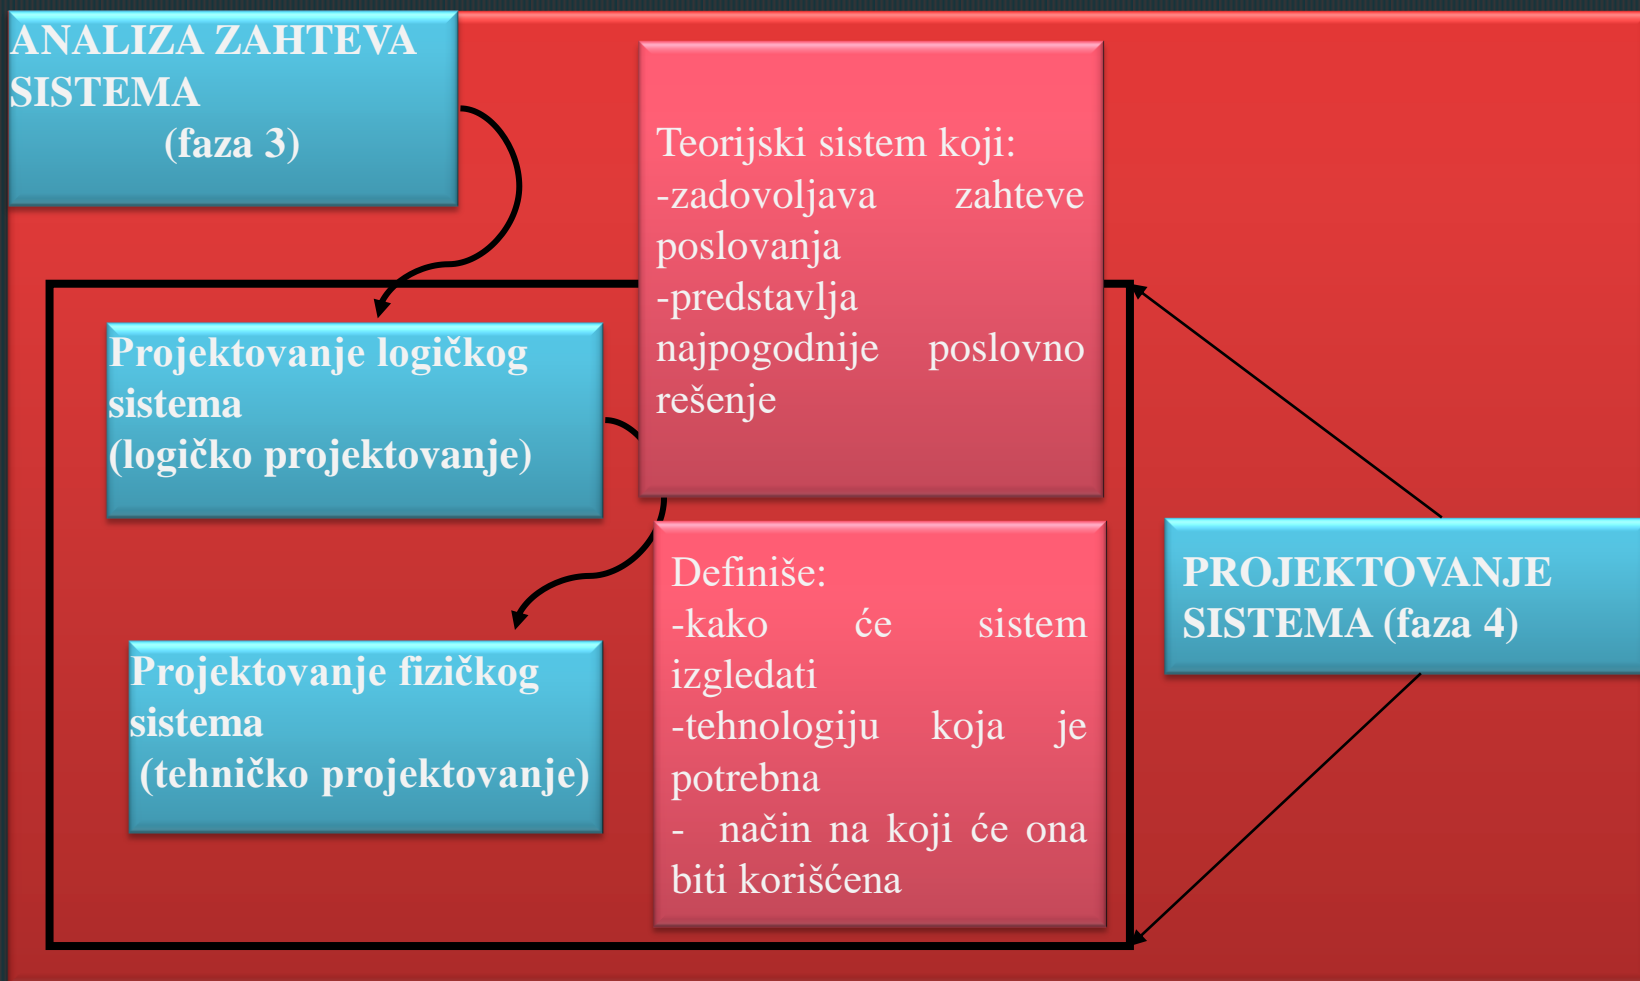 ANALIZA ZAHTEVA
SISTEMA
(faza 3)
Teorijski sistem koji:
-zadovoljava zahteve
poslovanja
-predstavlja
najpogodnije poslovno
rešenje
Projektovanje logičkog
sistema
(logičko projektovanje)
Definiše:
-kako će sistem
izgledati
-tehnologiju koja je
potrebna
- način na koji će ona
biti korišćena
PROJEKTOVANJE
SISTEMA (faza 4)
Projektovanje fizičkog
sistema
(tehničko projektovanje)